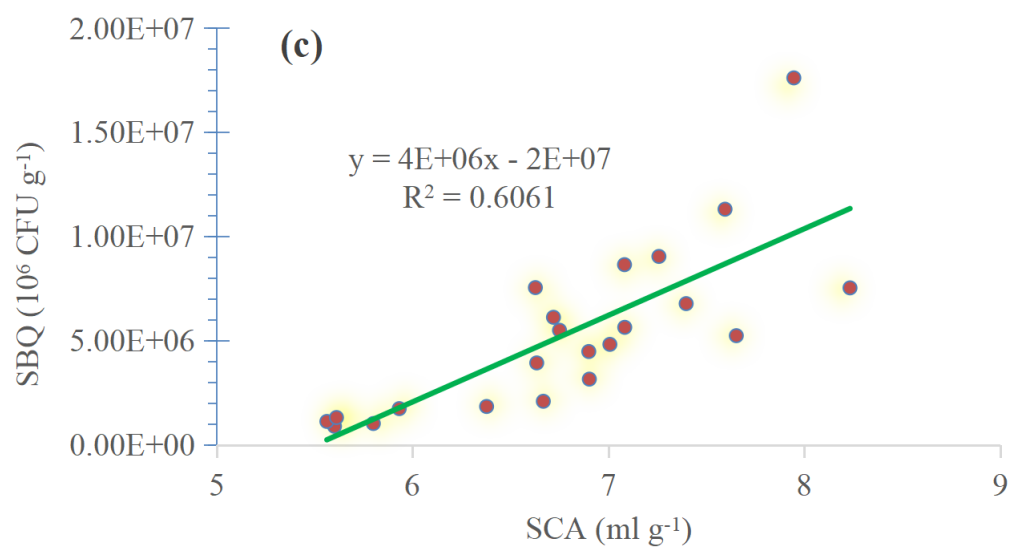 (c)
2.00E+07
1.50E+07
1.00E+07
5.00E+06
0.00E+00
SBQ (10⁶ CFU g⁻¹)
y = 4E+06x - 2E+07
R² = 0.6061
5 6 7 8 9
SCA (ml g⁻¹)